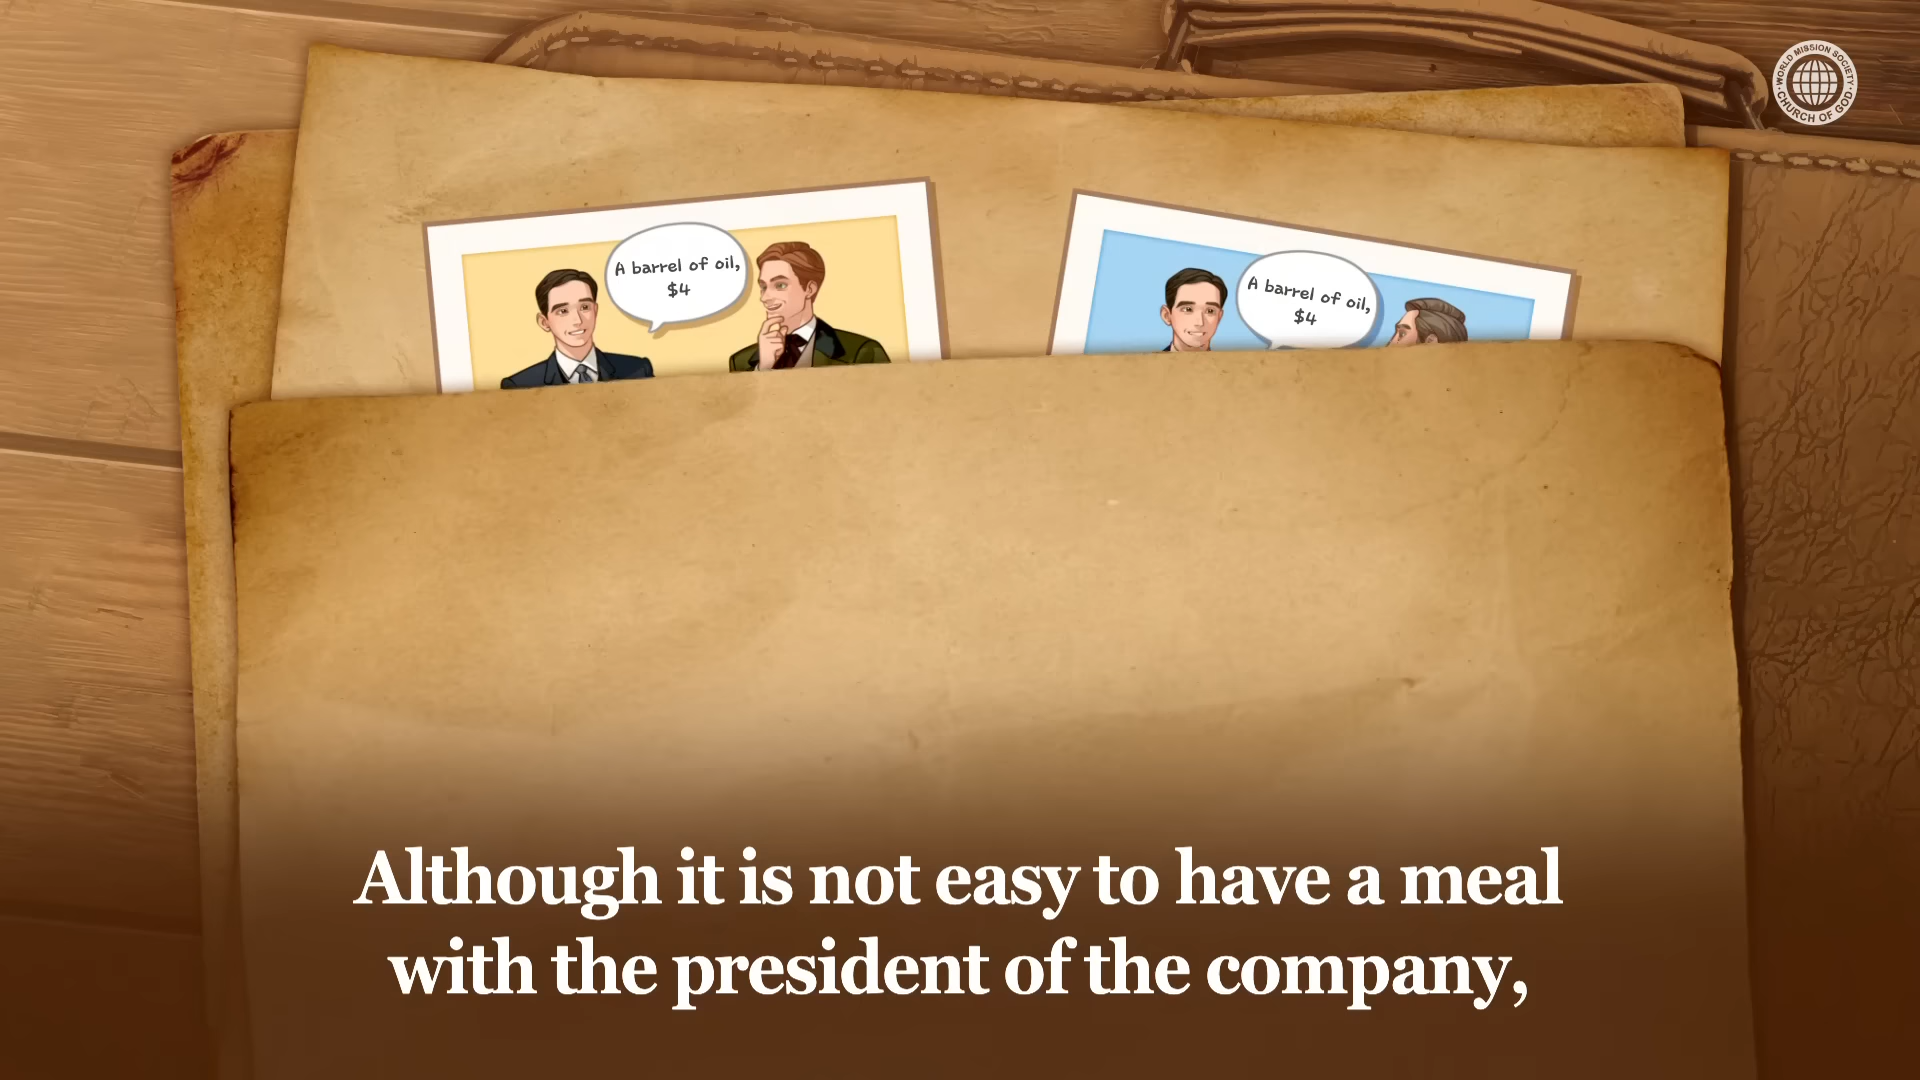 WORLD MISSION SOCIETY
CHURCH OF GOD
A barrel of oil,
$4
A barrel of oil,
$4
Although it is not easy to have a meal
with the president of the company,